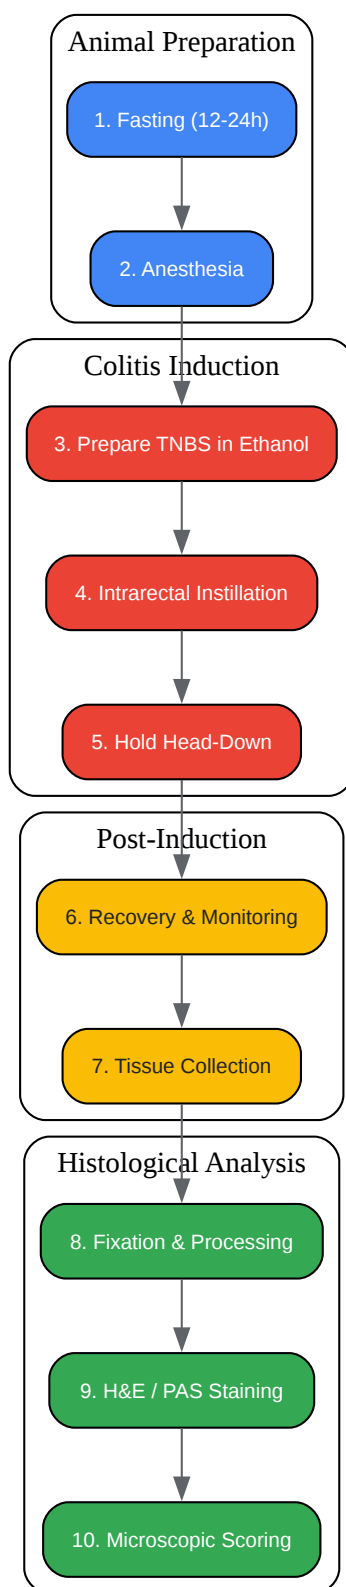 Animal Preparation
1. Fasting (12-24h)
2. Anesthesia
Colitis Induction
3. Prepare TNBS in Ethanol
4. Intrarectal Instillation
5. Hold Head-Down
Post-Induction
6. Recovery & Monitoring
7. Tissue Collection
Histological Analysis
8. Fixation & Processing
9. H&E / PAS Staining
10. Microscopic Scoring